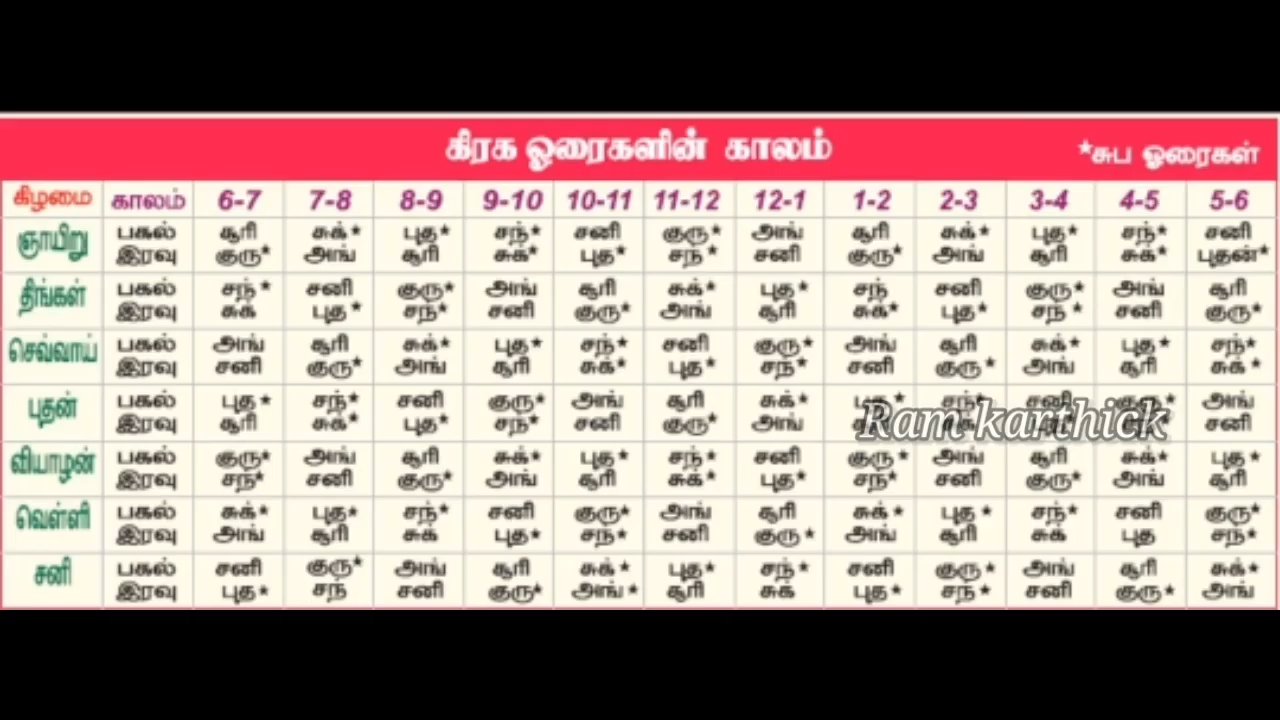 கிரக ஓரைகளின் காலம் *சுப ஓரைகள்
கிழமை காலம் 6-7 7-8 8-9 9-10 10-11 11-12 12-1 1-2 2-3 3-4 4-5 5-6
ஞாயிறு பகல் சூரி சுக்* புத* சந்* சனி குரு* அங் சூரி சுக்* புத* சந்* சனி
இரவு குரு* அங் சூரி சுக்* புத* சந்* சனி குரு* அங் சூரி சுக்* புதன்*
திங்கள் பகல் சந்* சனி குரு* அங் சூரி சுக்* புத* சந் சனி குரு* அங் சூரி
இரவு சுக் புத* சந்* சனி குரு* அங் சூரி சுக்* புத* சந்* சனி குரு*
செவ்வாய் பகல் அங் சூரி சுக்* புத* சந்* சனி குரு* அங் சூரி சுக்* புத* சந்*
இரவு சனி குரு* அங் சூரி சுக்* புத* சந்* சனி குரு* அங் சூரி சுக்*
புதன் பகல் புத* சந்* சனி குரு* அங் சூரி சுக்* அங்
இரவு சூரி சுக்* புத* சந்* சனி குரு* அங் சனி
Ram karthick
வியாழன் பகல் குரு* அங் சூரி சுக்* புத* சந்* சனி குரு* அங் சூரி சுக்* புத*
இரவு சந்* சனி குரு* அங் சூரி சுக்* புத* சந்* சனி குரு* அங் சூரி
வெள்ளி பகல் சுக்* புத* சந்* சனி குரு* அங் சூரி சுக்* புத* சந்* சனி குரு*
இரவு அங் சூரி சுக் புத* சந்* சனி குரு* அங் சூரி சுக் புத சந்*
சனி பகல் சனி குரு* அங் சூரி சுக்* புத* சந்* சனி குரு* அங் சூரி சுக்*
இரவு புத* சந் சனி குரு* அங்* சூரி சுக் புத* சந்* சனி குரு* அங்